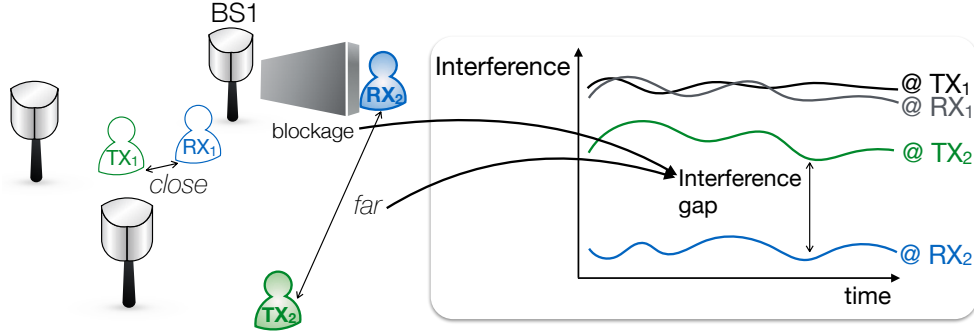 BS1
TX1
RX1
close
RX2
blockage
far
TX2
Interference
@ TX1
@ RX1
@ TX2
Interference
gap
@ RX2
time